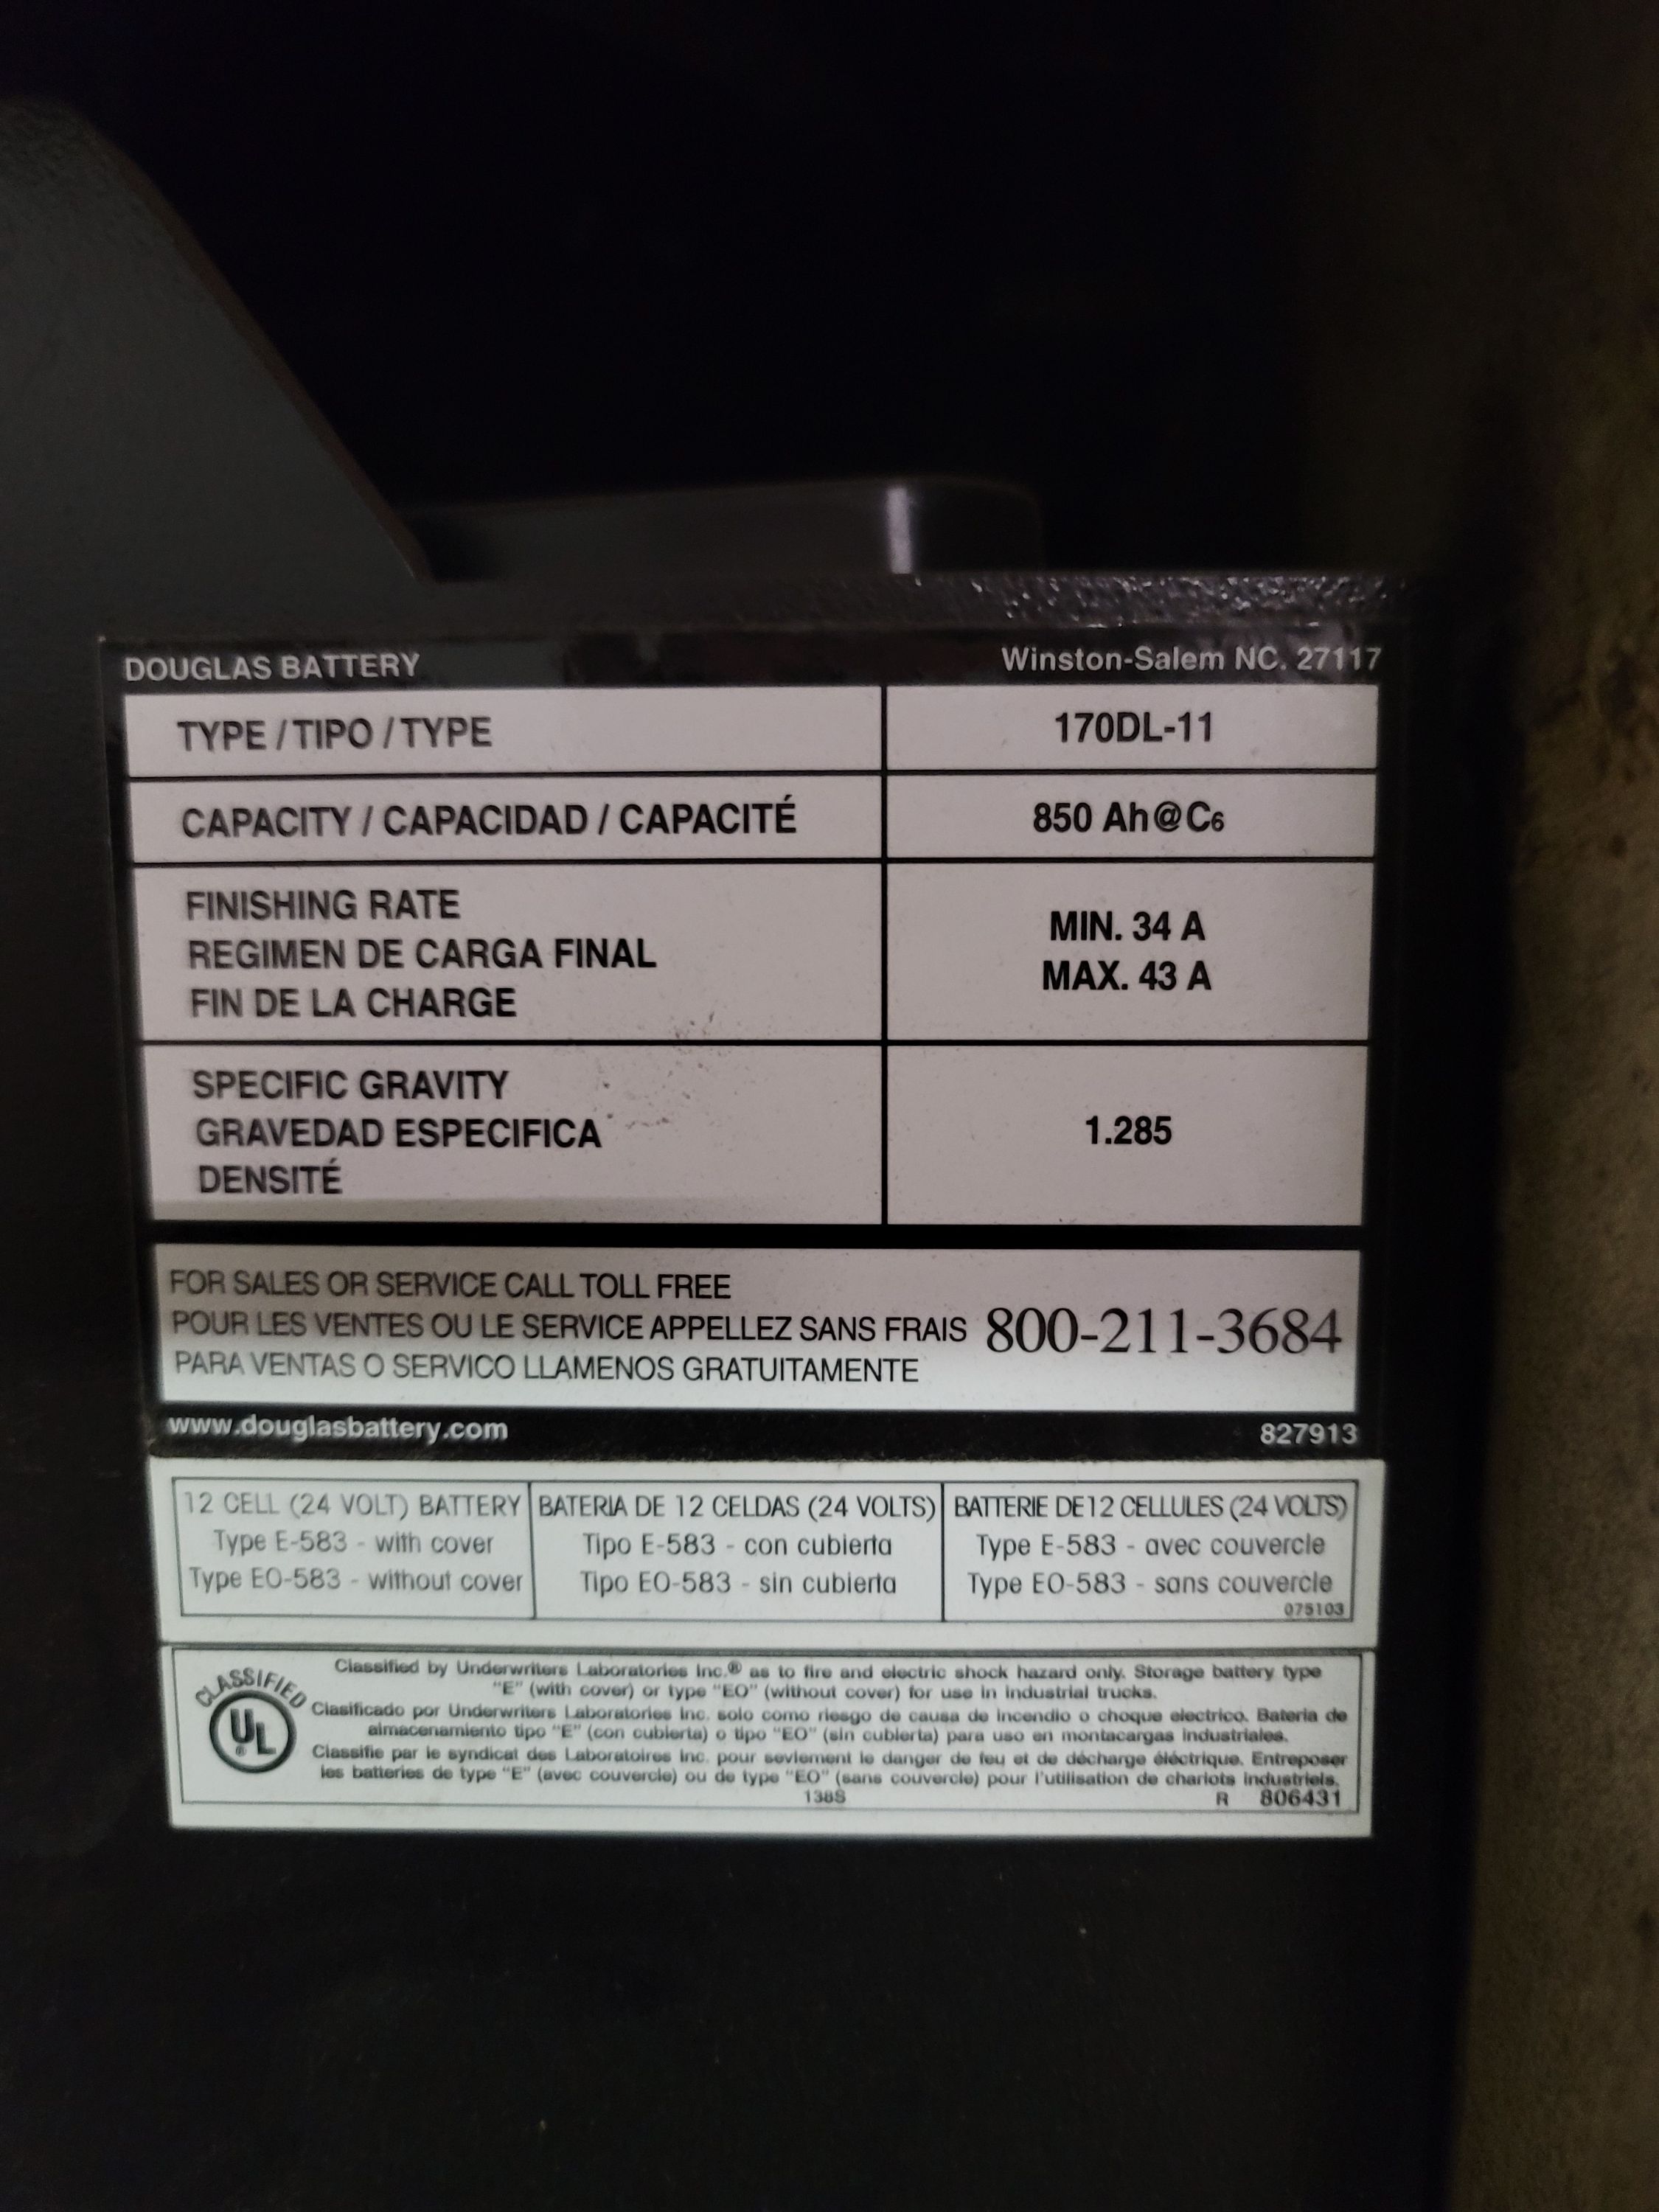 DOUGLAS BATTERY Winston-Salem NC. 27117
TYPE / TIPO / TYPE 170DL-11
CAPACITY / CAPACIDAD / CAPACITÉ 850 Ah@C6
FINISHING RATE
REGIMEN DE CARGA FINAL
FIN DE LA CHARGE
MIN. 34 A
MAX. 43 A
SPECIFIC GRAVITY
GRAVEDAD ESPECIFICA
DENSITÉ
1.285
FOR SALES OR SERVICE CALL TOLL FREE
POUR LES VENTES OU LE SERVICE APPELLEZ SANS FRAIS
PARA VENTAS O SERVICO LLAMENOS GRATUITAMENTE
800-211-3684
www.douglasbattery.com 827913
12 CELL (24 VOLT) BATTERY
Type E-583 - with cover
Type EO-583 - without cover
BATERIA DE 12 CELDAS (24 VOLTS)
Tipo E-583 - con cubierta
Tipo EO-583 - sin cubierta
BATTERIE DE12 CELLULES (24 VOLTS)
Type E-583 - avec couvercle
Type EO-583 - sans couvercle
075103
CLASSIFIED
UL®
Classified by Underwriters Laboratories Inc.® as to fire and electric shock hazard only. Storage battery type
"E" (with cover) or type "EO" (without cover) for use in industrial trucks.
Clasificado por Underwriters Laboratories Inc. solo como riesgo de causa de incendio o choque electrico. Bateria de
almacenamiento tipo "E" (con cubierta) o tipo "EO" (sin cubierta) para uso en montacargas industriales.
Classifie par le syndicat des Laboratoires Inc. pour sevlement le danger de feu et de décharge éléctrique. Entreposer
les batteries de type "E" (avec couvercle) ou de type "EO" (sans couvercle) pour l'utilisation de chariots industriels.
138S R 806431